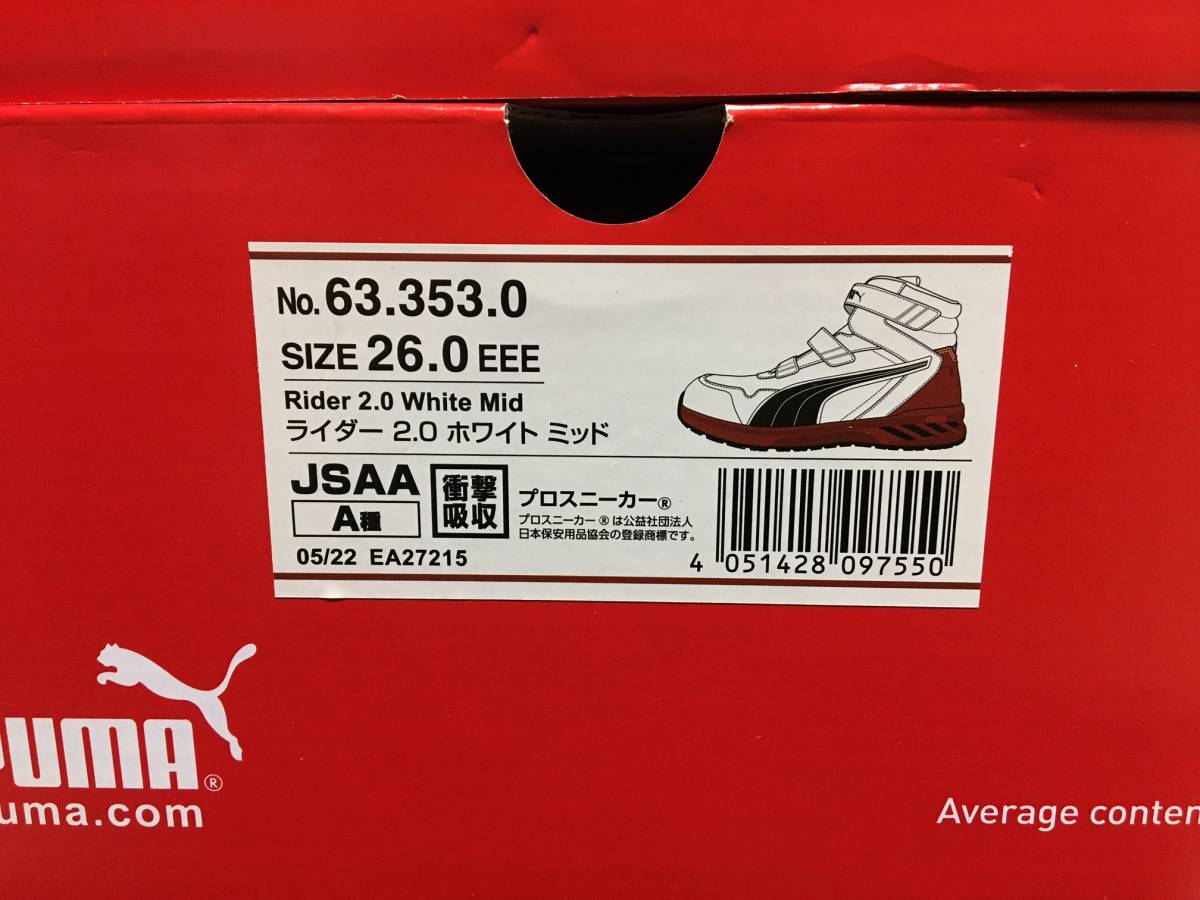 No. 63.353.0
SIZE 26.0 EEE
Rider 2.0 White Mid
ライダー 2.0 ホワイト ミッド
JSAA
A種
衝撃
吸収
プロスニーカー®
プロスニーカー®は公益社団法人
日本保安用品協会の登録商標です。
05/22 EA27215
4 051428 097550
PUMA®
uma.com
Average conten